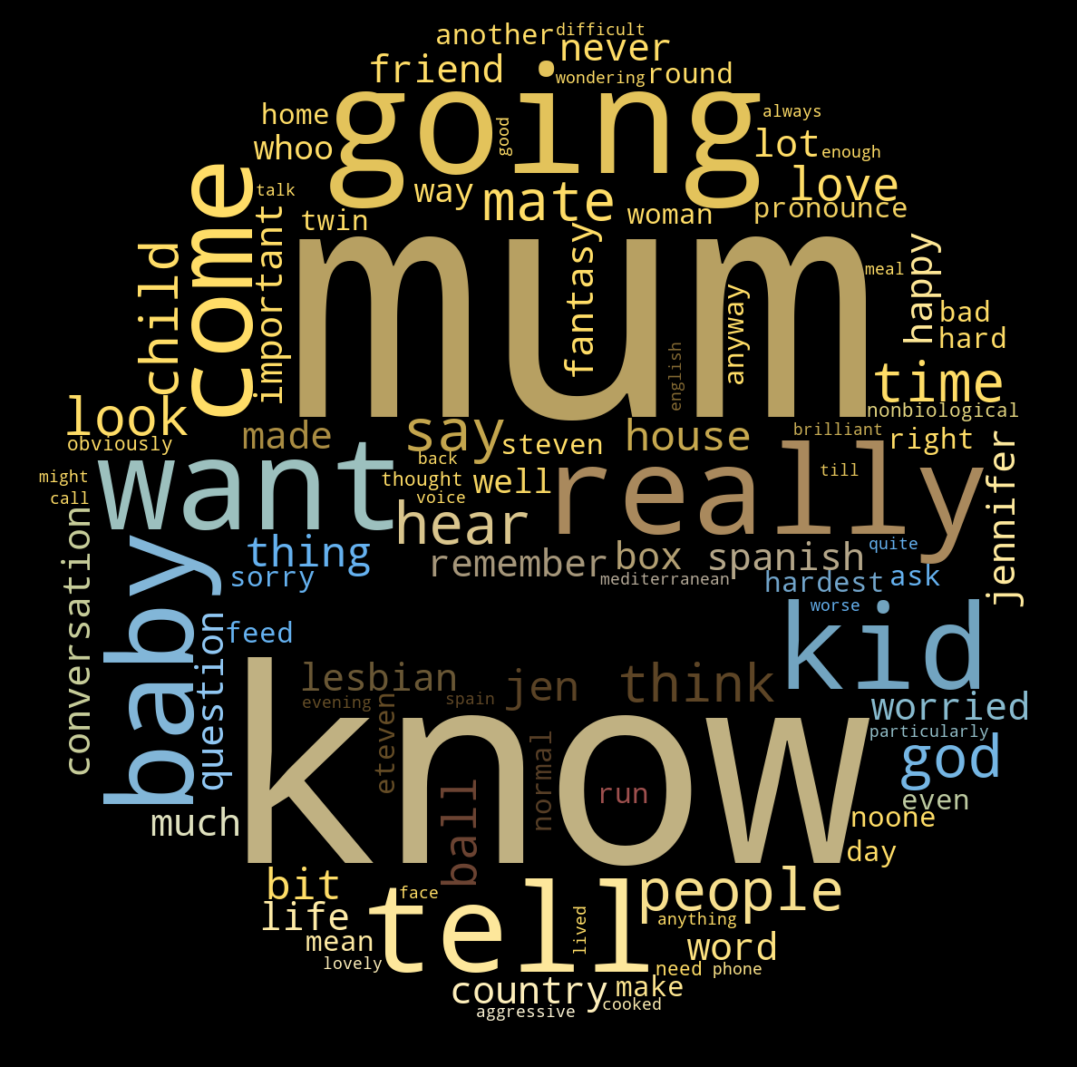 another
difficult
never
friend
wondering
round
going
home
good
always
whoo
lot
enough
come
talk
way
mate
love
twin
woman
pronounce
important
mum
fantasy
child
happy
meal
anyway
bad
hard
english
time
look
nonbiological
obviously
made
say
steven
house
brilliant
right
want
back
really
jennifer
might
thought
well
till
call
voice
hear
conversation
thing
remember
box
spanish
quite
sorry
mediterranean
hardest
ask
baby
question
feed
worse
kid
lesbian
jen
think
evening
spain
worried
know
eteven
normal
particularly
god
run
even
much
ball
noone
day
bit
face
tell
people
life
lived
anything
mean
word
lovely
need
phone
country
make
aggressive
cooked